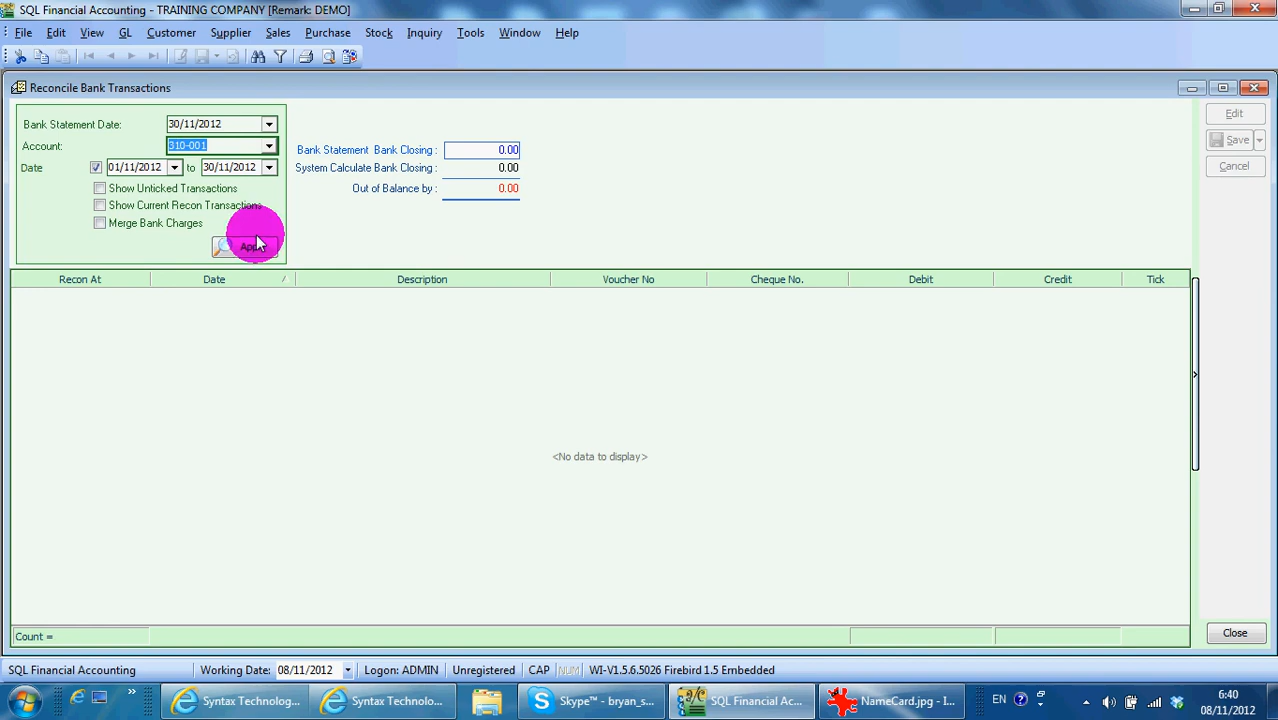 SQL Financial Accounting - TRAINING COMPANY [Remark: DEMO]
File Edit View GL Customer Supplier Sales Purchase Stock Inquiry Tools Window Help
Reconcile Bank Transactions
Bank Statement Date: 30/11/2012
Account: 310-001
Date 01/11/2012 to 30/11/2012
Show Unticked Transactions
Show Current Recon Transactions
Merge Bank Charges
Apply
Bank Statement Bank Closing : 0.00
System Calculate Bank Closing : 0.00
Out of Balance by : 0.00
Edit
Save
Cancel
Recon At Date Description Voucher No Cheque No. Debit Credit Tick
<No data to display>
Count =
Close
SQL Financial Accounting Working Date: 08/11/2012 Logon: ADMIN Unregistered CAP NUM WI-V1.5.6.5026 Firebird 1.5 Embedded
Syntax Technolog... Syntax Technolo... Skype™ - bryan_s... SQL Financial Acc... NameCard.jpg - I... EN 6:40
08/11/2012